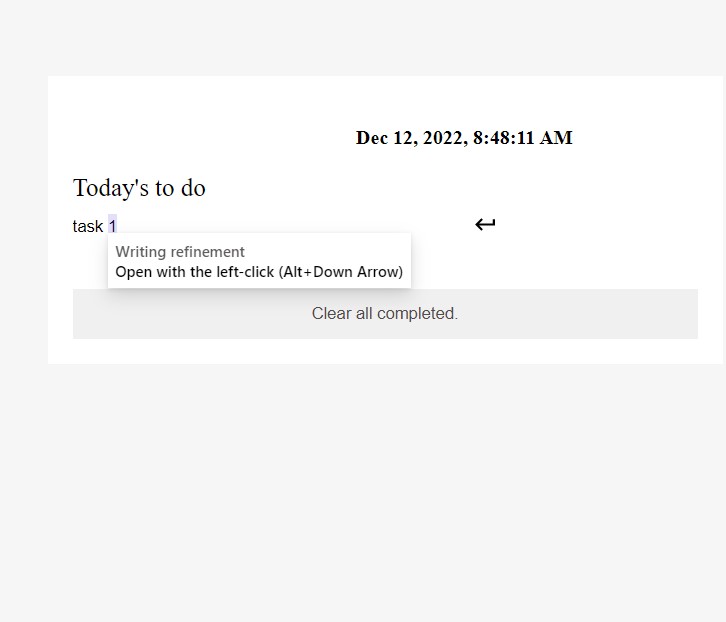 Dec 12, 2022, 8:48:11 AM
Today's to do
task 1
Writing refinement
Open with the left-click (Alt+Down Arrow)
Clear all completed.